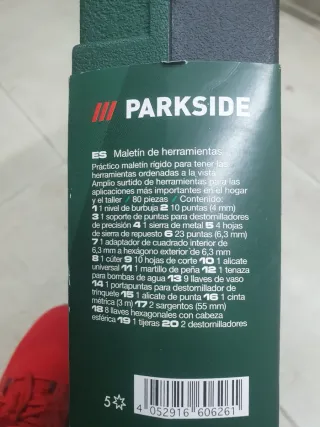 PARKSIDE
ES Maletín de herramientas
Práctico maletín rígido para tener las
herramientas ordenadas a la vista
Amplio surtido de herramientas para las
aplicaciones más importantes en el hogar
y el taller / 80 piezas / Contenido:
1 1 nivel de burbuja 2 10 puntas (4 mm)
3 1 soporte de puntas para destornilladores
de precisión 4 1 sierra de metal 5 4 hojas
de sierra de repuesto 6 23 puntas (6,3 mm)
7 1 adaptador de cuadrado interior de
6,3 mm a hexágono exterior de 6,3 mm
8 1 cúter 9 10 hojas de corte 10 1 alicate
universal 11 1 martillo de peña 12 1 tenaza
para bombas de agua 13 9 llaves de vaso
14 1 portapuntas para destornillador de
trinquete 15 1 alicate de punta 16 1 cinta
métrica (3 m) 17 2 sargentos (55 mm)
18 8 llaves hexagonales con cabeza
esférica 19 1 tijeras 20 2 destornilladores
5
4 052916 606261